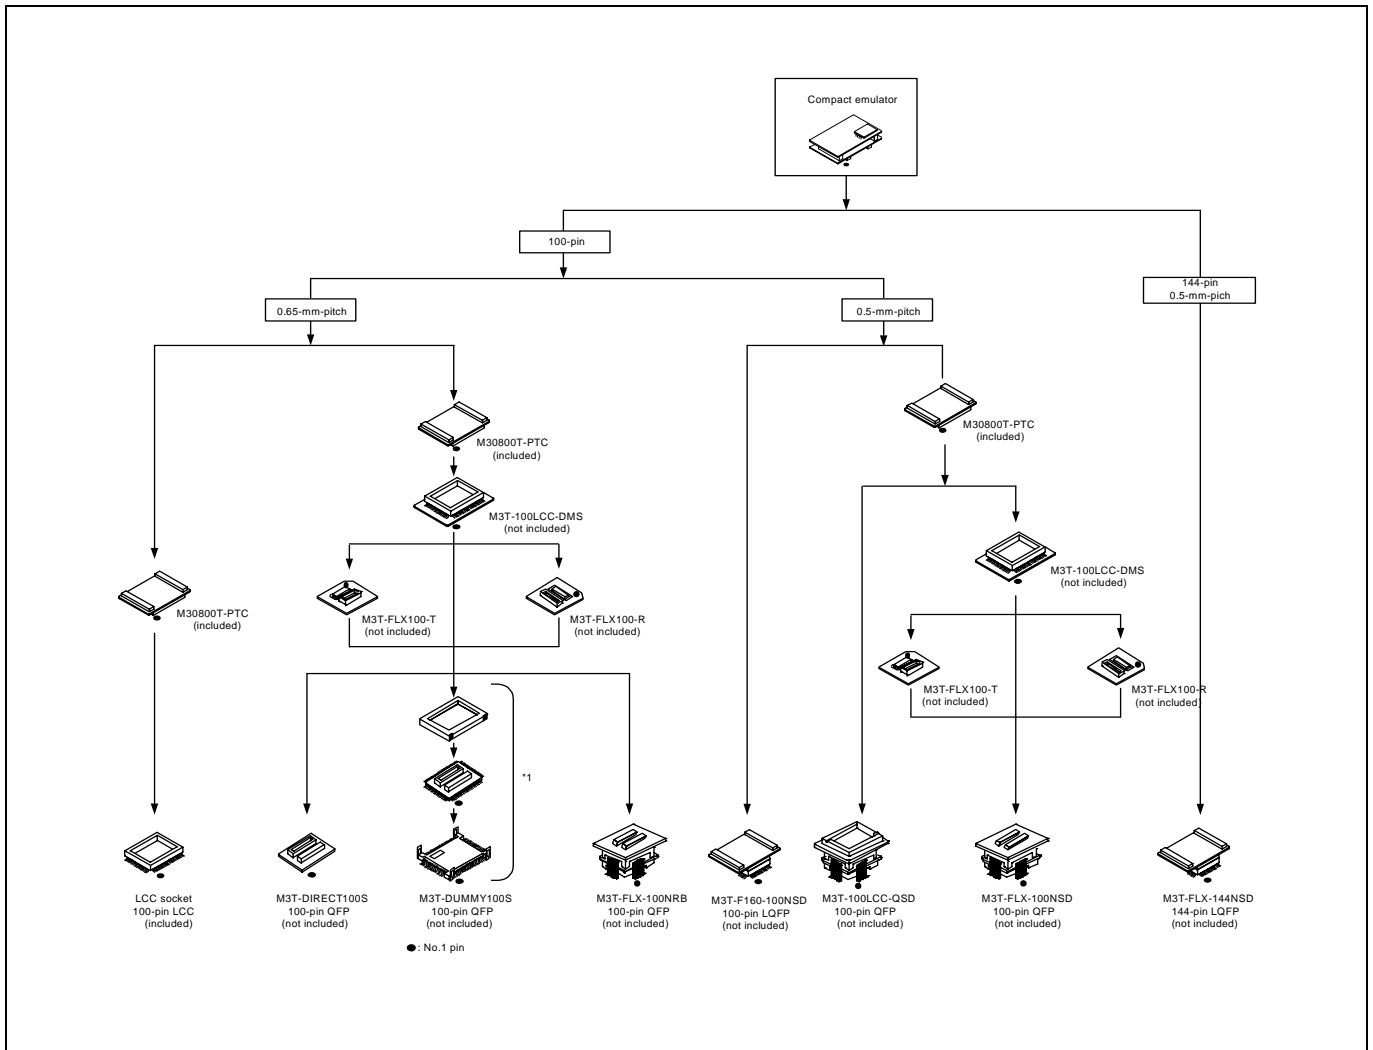 Compact emulator
100-pin
144-pin
0.5-mm-pich
0.65-mm-pitch
0.5-mm-pitch
M30800T-PTC
(included)
M30800T-PTC
(included)
M3T-100LCC-DMS
(not included)
M3T-100LCC-DMS
(not included)
M30800T-PTC
(included)
M3T-FLX100-T
(not included)
M3T-FLX100-R
(not included)
M3T-FLX100-T
(not included)
M3T-FLX100-R
(not included)
*1
LCC socket
100-pin LCC
(included)
M3T-DIRECT100S
100-pin QFP
(not included)
M3T-DUMMY100S
100-pin QFP
(not included)
M3T-FLX-100NRB
100-pin QFP
(not included)
M3T-F160-100NSD
100-pin LQFP
(not included)
M3T-100LCC-QSD
100-pin QFP
(not included)
M3T-FLX-100NSD
100-pin QFP
(not included)
M3T-FLX-144NSD
144-pin LQFP
(not included)
● : No.1 pin